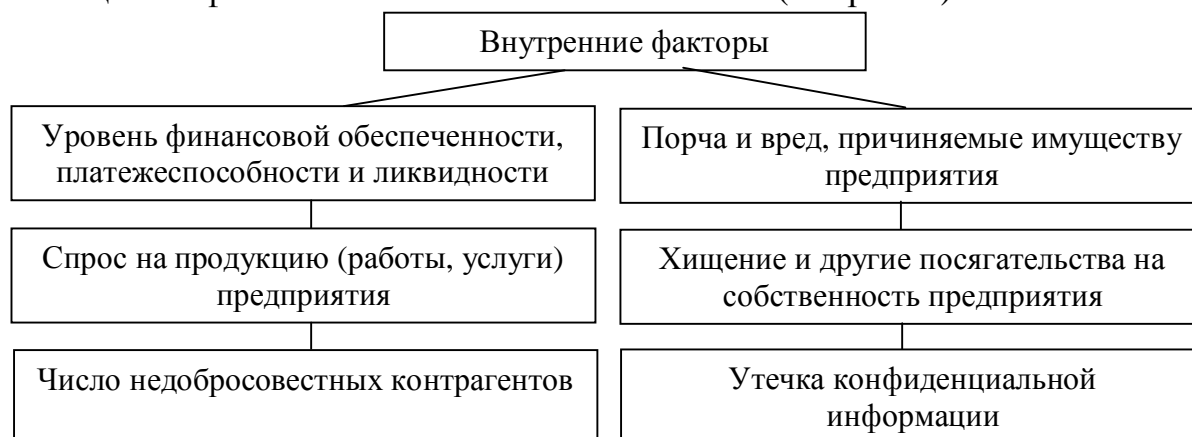 Внутренние факторы
Уровень финансовой обеспеченности,
платежеспособности и ликвидности
Порча и вред, причиняемые имуществу
предприятия
Спрос на продукцию (работы, услуги)
предприятия
Хищение и другие посягательства на
собственность предприятия
Число недобросовестных контрагентов
Утечка конфиденциальной
информации